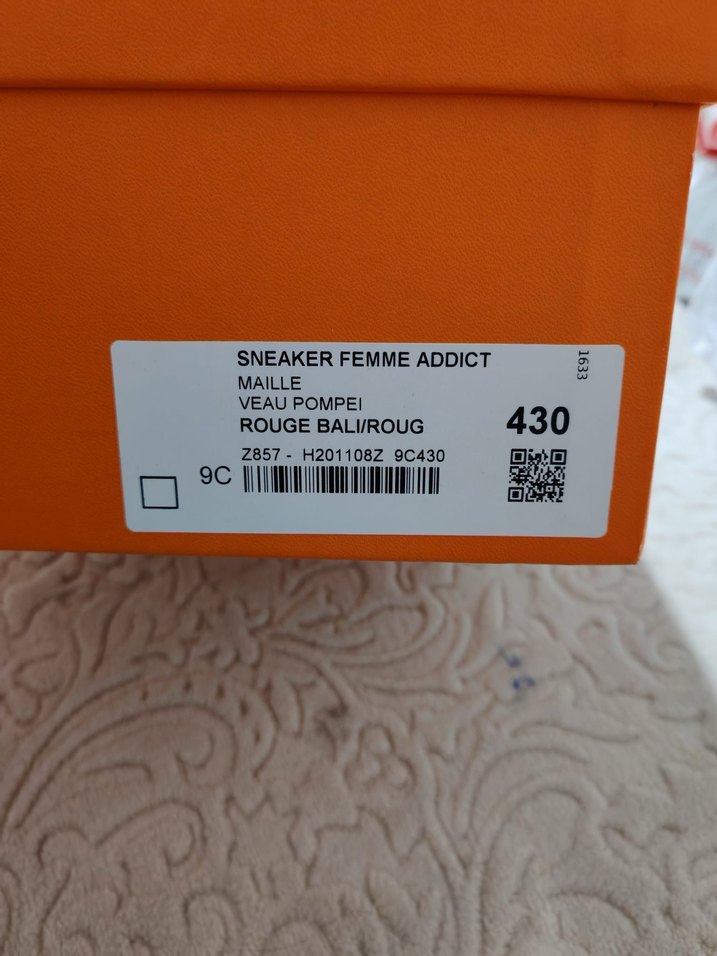 SNEAKER FEMME ADDICT
MAILLE
VEAU POMPEI
ROUGE BALI/ROUG
430
Z857 - H201108Z 9C430
9C
1633